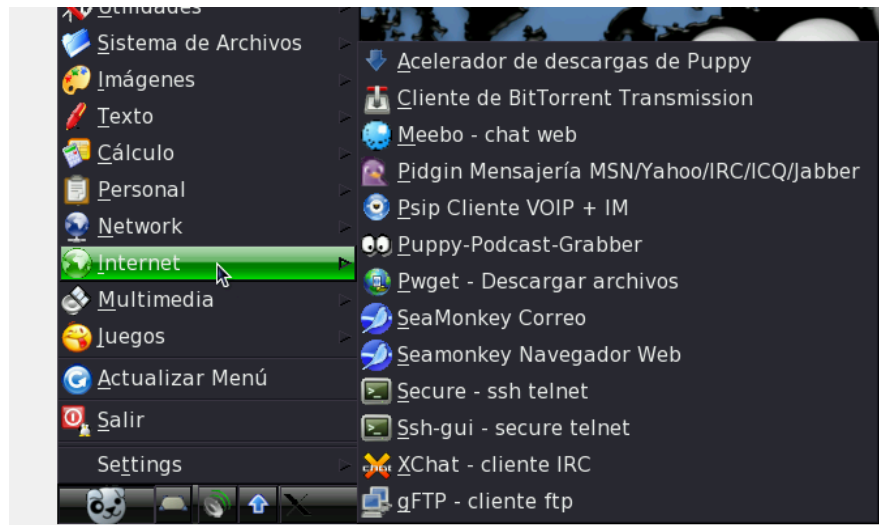 Utilidades
Sistema de Archivos
Imágenes
Texto
Cálculo
Personal
Network
Internet
Multimedia
Juegos
Actualizar Menú
Salir
Settings
Acelerador de descargas de Puppy
Cliente de BitTorrent Transmission
Meebo - chat web
Pidgin Mensajería MSN/Yahoo/IRC/ICQ/Jabber
Psip Cliente VOIP + IM
Puppy-Podcast-Grabber
Pwget - Descargar archivos
SeaMonkey Correo
Seamonkey Navegador Web
Secure - ssh telnet
Ssh-gui - secure telnet
XChat - cliente IRC
gFTP - cliente ftp